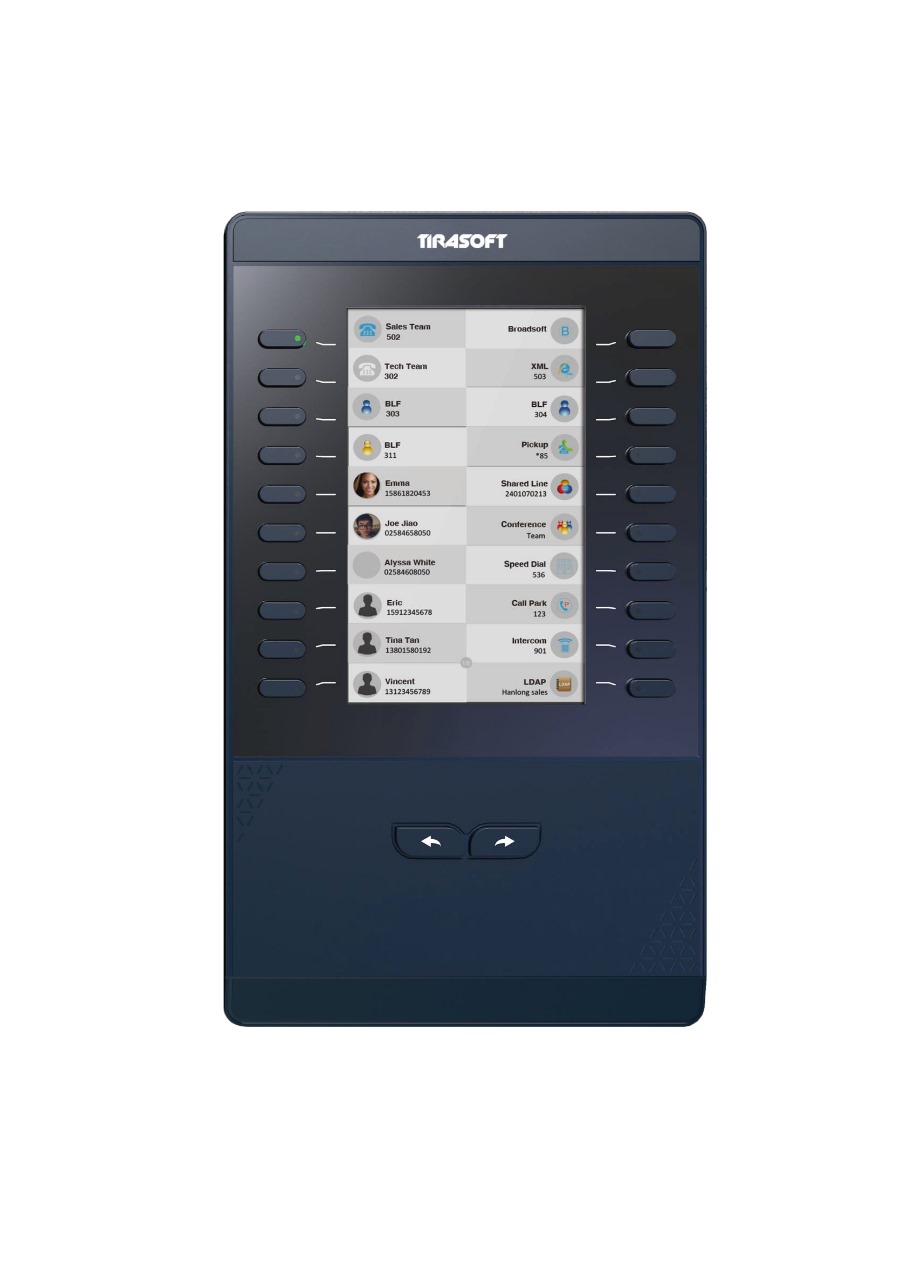 TIRASOFT
Sales Team
502
Broadsoft
B
Tech Team
302
XML
503
BLF
303
BLF
304
BLF
311
Pickup
*85
Emma
15861820453
Shared Line
2401070213
Joe Jiao
02584658050
Conference
Team
Alyssa White
02584608050
Speed Dial
536
Eric
15912345678
Call Park
123
P
Tina Tan
13801580192
Intercom
901
Vincent
13123456789
LDAP
Hanlong sales
LDAP